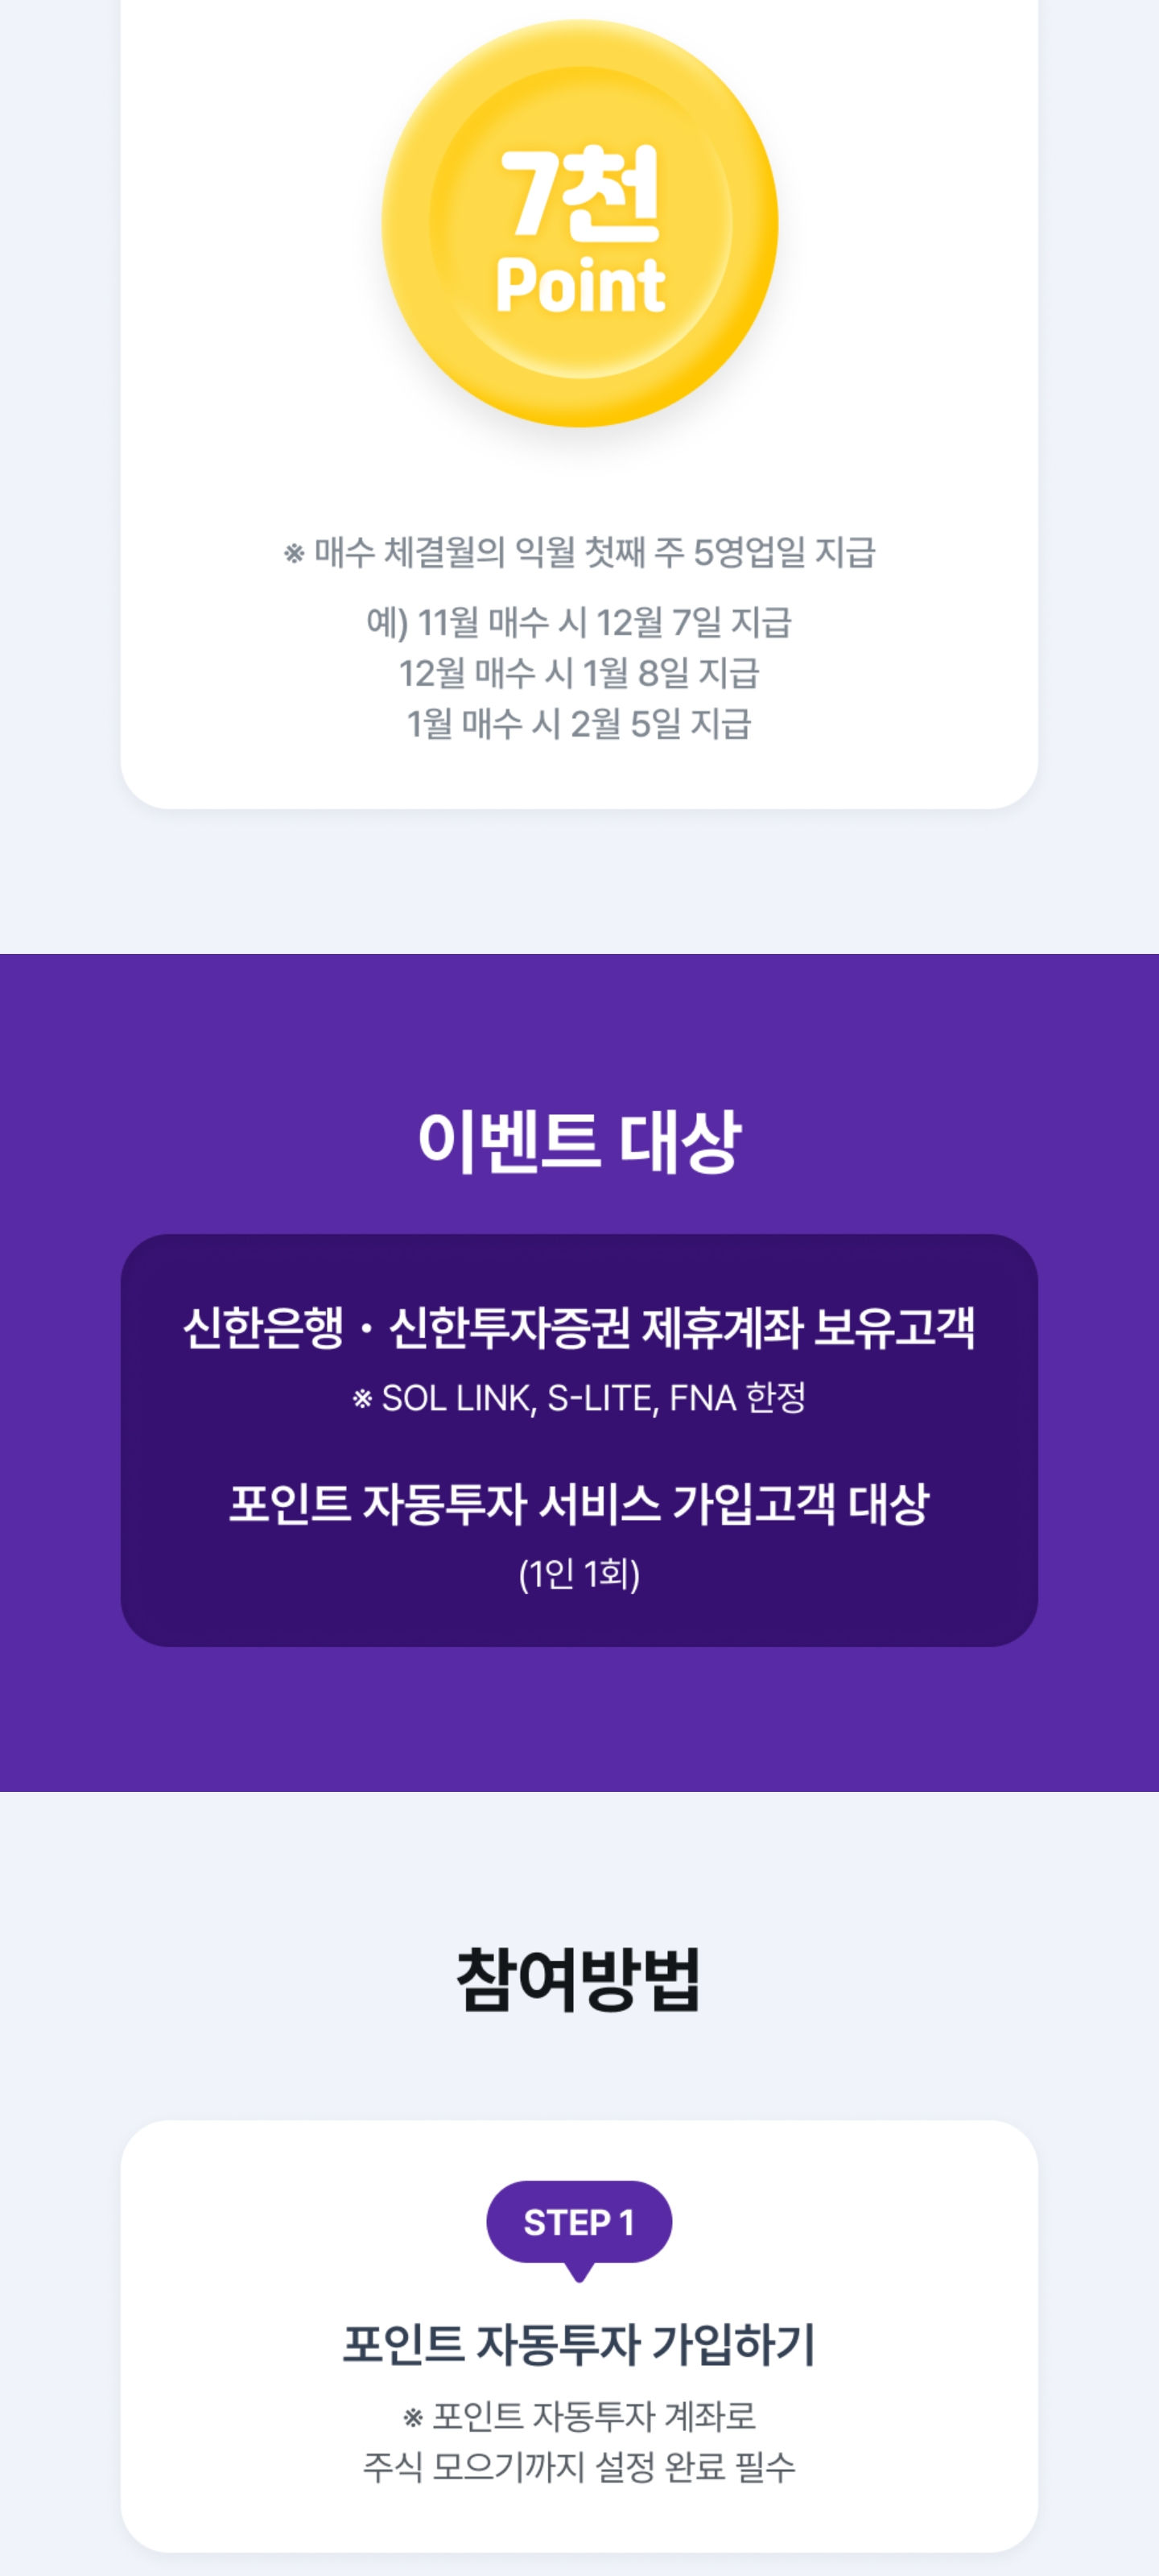 7천
Point
※ 매수 체결월의 익월 첫째 주 5영업일 지급
예) 11월 매수 시 12월 7일 지급
12월 매수 시 1월 8일 지급
1월 매수 시 2월 5일 지급
이벤트 대상
신한은행 · 신한투자증권 제휴계좌 보유고객
※ SOL LINK, S-LITE, FNA 한정
포인트 자동투자 서비스 가입고객 대상
(1인 1회)
참여방법
STEP 1
포인트 자동투자 가입하기
※ 포인트 자동투자 계좌로
주식 모으기까지 설정 완료 필수